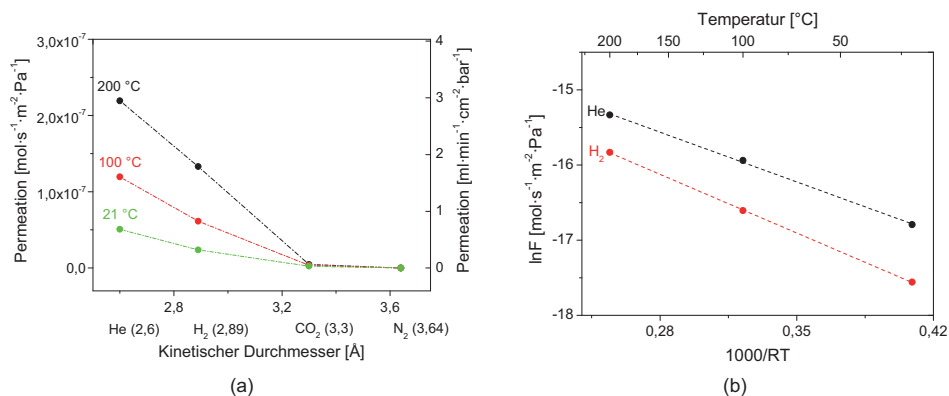 3,0x10⁻⁷
2,0x10⁻⁷
1,0x10⁻⁷
0,0
Permeation [mol·s⁻¹·m⁻²·Pa⁻¹]
200 °C
100 °C
21 °C
4
3
2
1
0
Permeation [ml·min⁻¹·cm⁻²·bar⁻¹]
2,8 3,2 3,6
He (2,6) H₂ (2,89) CO₂ (3,3) N₂ (3,64)
Kinetischer Durchmesser [Å]
(a)
Temperatur [°C]
200 150 100 50
-15
-16
-17
-18
lnF [mol·s⁻¹·m⁻²·Pa⁻¹]
He
H₂
0,28 0,35 0,42
1000/RT
(b)